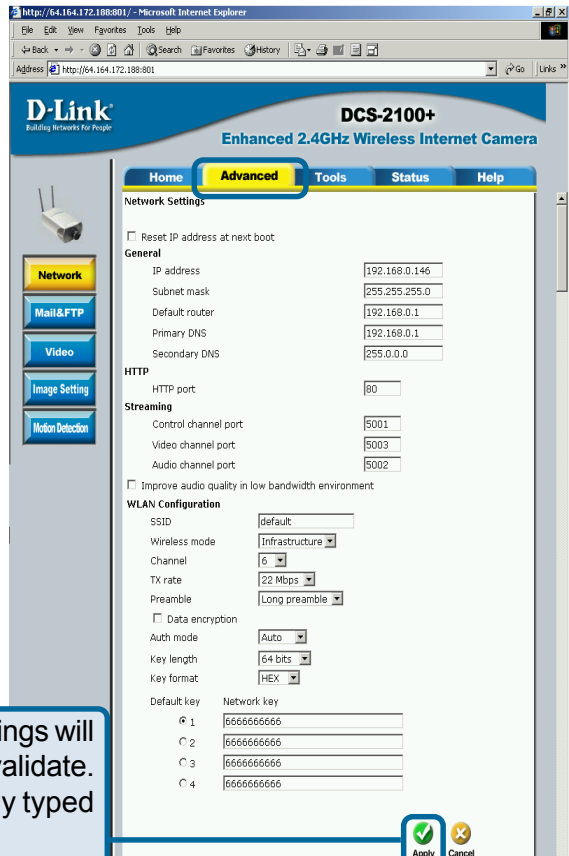 http://64.164.172.188:801/ - Microsoft Internet Explorer
File Edit View Favorites Tools Help
Back Search Favorites History
Address http://64.164.172.188:801 Go Links »
D-Link
Building Networks for People
DCS-2100+
Enhanced 2.4GHz Wireless Internet Camera
Home Advanced Tools Status Help
Network
Mail&FTP
Video
Image Setting
Motion Detection
Network Settings
Reset IP address at next boot
General
IP address 192.168.0.146
Subnet mask 255.255.255.0
Default router 192.168.0.1
Primary DNS 192.168.0.1
Secondary DNS 255.0.0.0
HTTP
HTTP port 80
Streaming
Control channel port 5001
Video channel port 5003
Audio channel port 5002
Improve audio quality in low bandwidth environment
WLAN Configuration
SSID default
Wireless mode Infrastructure
Channel 6
TX rate 22 Mbps
Preamble Long preamble
Data encryption
Auth mode Auto
Key length 64 bits
Key format HEX
Default key Network key
1 6666666666
2 6666666666
3 6666666666
4 6666666666
ings will
alidate.
y typed
Apply Cancel